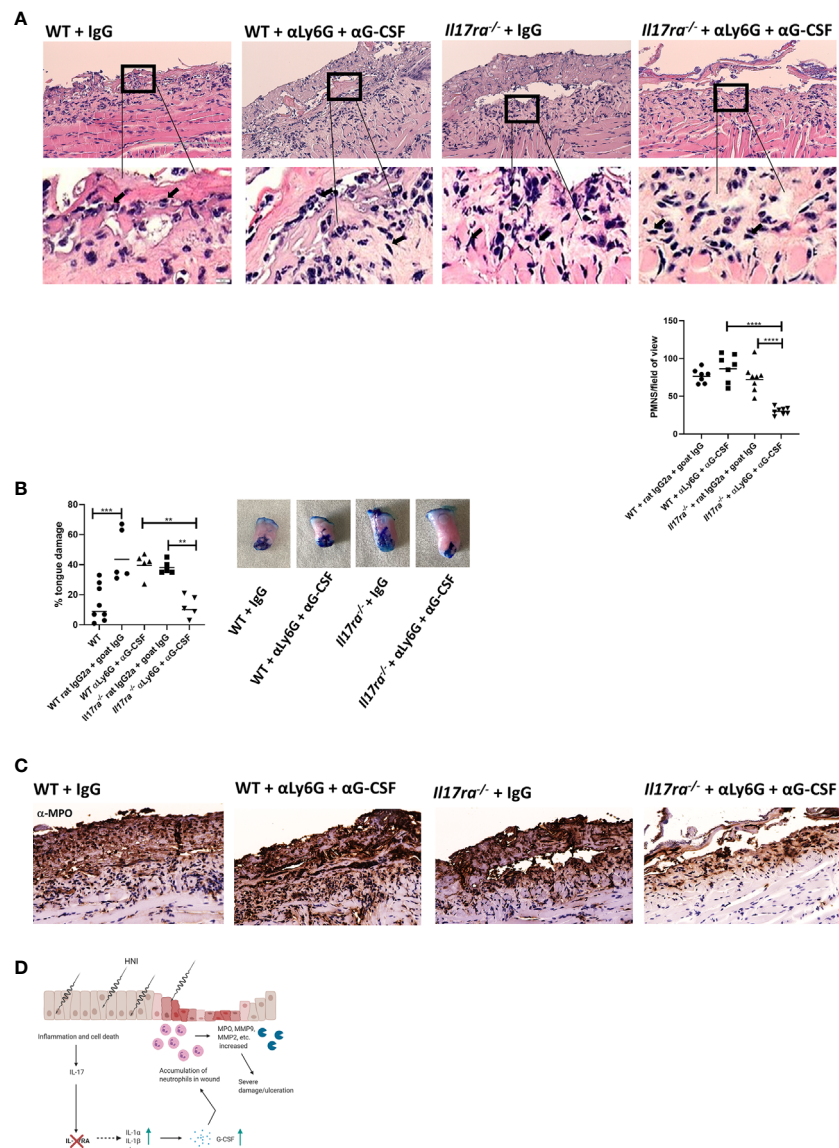 A
WT + IgG
WT + αLy6G + αG-CSF
Il17ra-/- + IgG
Il17ra-/- + αLy6G + αG-CSF
PMNS/field of view
150
100
50
0
****
****
WT + rat IgG2a + goat IgG
WT + αLy6G + αG-CSF
Il17ra-/- + rat IgG2a + goat IgG
Il17ra-/- + αLy6G + αG-CSF
B
% tongue damage
80
60
40
20
0
***
**
**
WT
WT rat IgG2a + goat IgG
WT αLy6G + αG-CSF
Il17ra-/- rat IgG2a + goat IgG
Il17ra-/- αLy6G + αG-CSF
WT + IgG
WT + αLy6G + αG-CSF
Il17ra-/- + IgG
Il17ra-/- + αLy6G + αG-CSF
C
WT + IgG
WT + αLy6G + αG-CSF
Il17ra-/- + IgG
Il17ra-/- + αLy6G + αG-CSF
α-MPO
D
HNI
Inflammation and cell death
IL-17
IL-17RA
IL-1α
IL-1β
G-CSF
Accumulation of
neutrophils in wound
MPO, MMP9,
MMP2, etc.
increased
Severe
damage/ulceration